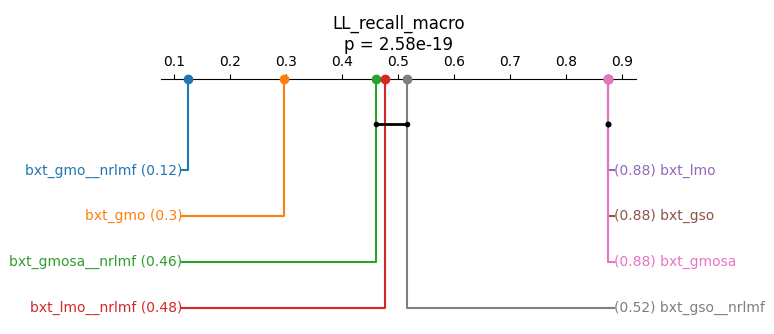 LL_recall_macro
p = 2.58e-19
0.1 0.2 0.3 0.4 0.5 0.6 0.7 0.8 0.9
bxt_gmo__nrlmf (0.12)
(0.88) bxt_lmo
bxt_gmo (0.3)
(0.88) bxt_gso
bxt_gmosa__nrlmf (0.46)
(0.88) bxt_gmosa
bxt_lmo__nrlmf (0.48)
(0.52) bxt_gso__nrlmf